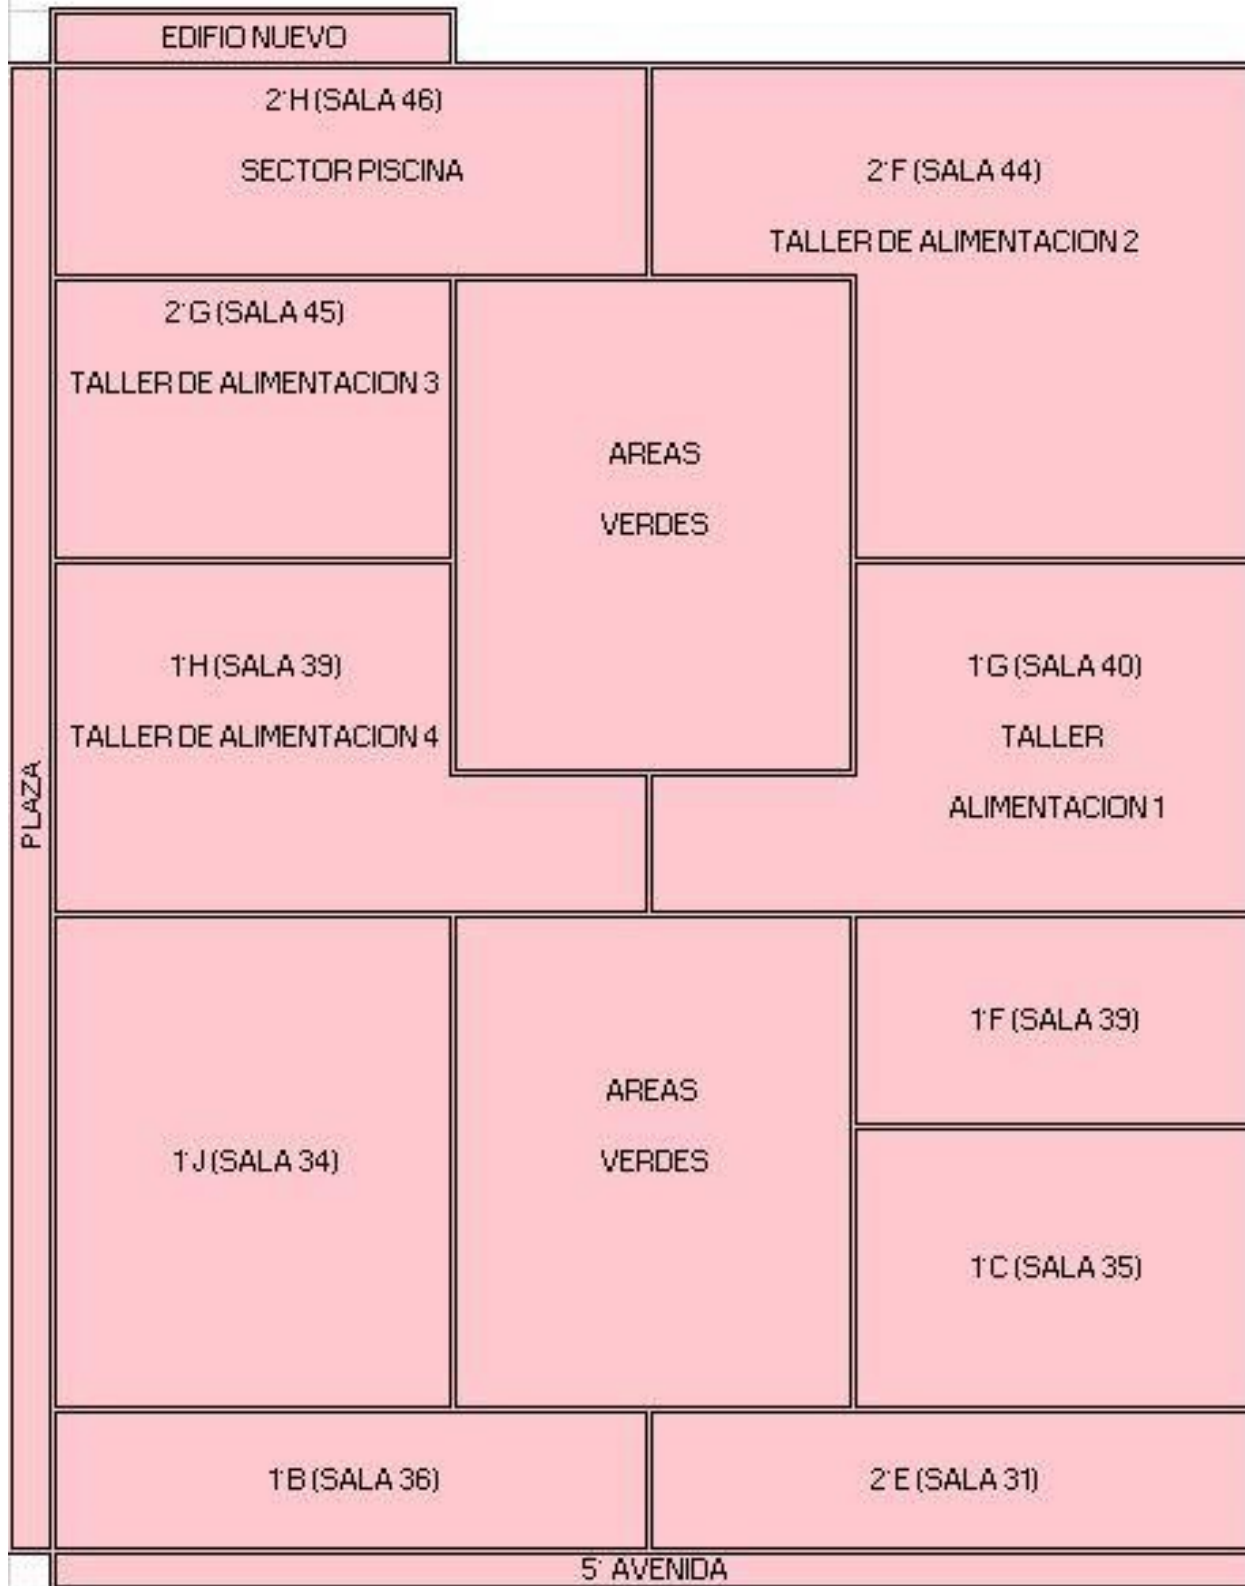 EDIFIO NUEVO
2'H (SALA 46)
SECTOR PISCINA
2'F (SALA 44)
TALLER DE ALIMENTACION 2
2'G (SALA 45)
TALLER DE ALIMENTACION 3
AREAS
VERDES
1'H (SALA 39)
TALLER DE ALIMENTACION 4
1'G (SALA 40)
TALLER
ALIMENTACION 1
PLAZA
1'J (SALA 34)
AREAS
VERDES
1'F (SALA 39)
1'C (SALA 35)
1'B (SALA 36)
2'E (SALA 31)
5' AVENIDA